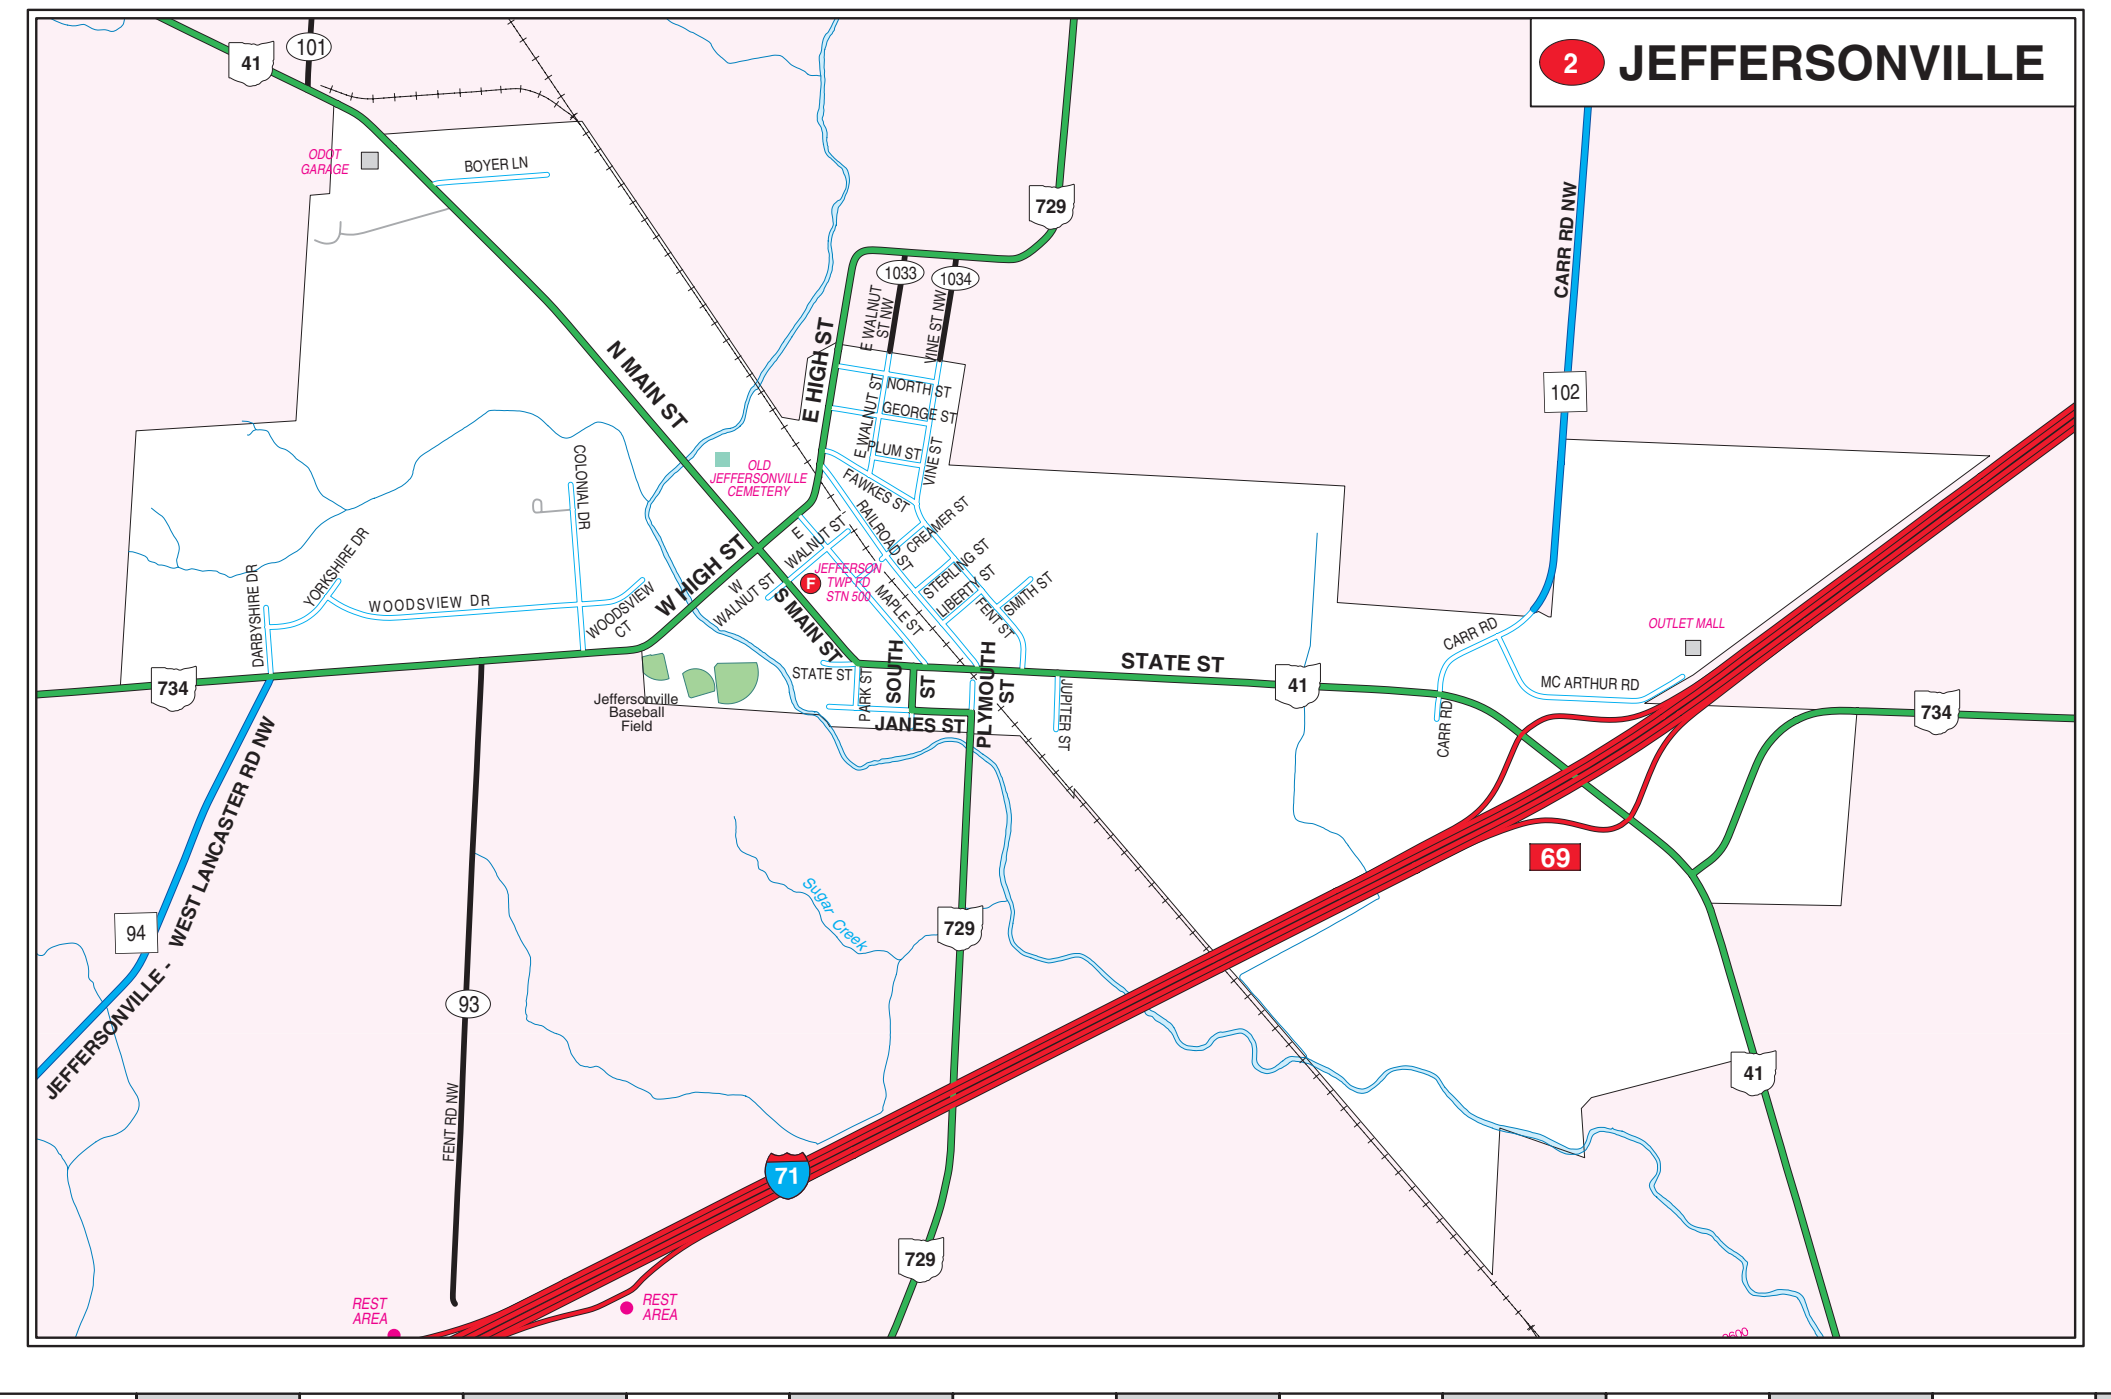 2 JEFFERSONVILLE
41
101
ODOT
GARAGE
BOYER LN
729
CARR RD NW
102
1033
1034
E WALNUT
ST NW
VINE ST NW
N MAIN ST
E HIGH ST
NORTH ST
GEORGE ST
PLUM ST
E WALNUT ST
VINE ST
FAWKES ST
RAILROAD ST
CREAMER ST
STERLING ST
LIBERTY ST
FENT ST
SMITH ST
MAPLE ST
OLD
JEFFERSONVILLE
CEMETERY
COLONIAL DR
YORKSHIRE DR
DARBYSHIRE DR
WOODSVIEW DR
WOODSVIEW
CT
W HIGH ST
E
WALNUT ST
W
WALNUT ST
F
JEFFERSON
TWP FD
STN 500
S MAIN ST
STATE ST
PARK ST
SOUTH
ST
JANES ST
PLYMOUTH
ST
JUPITER ST
STATE ST
41
CARR RD
CARR RD
MC ARTHUR RD
OUTLET MALL
734
734
Jeffersonville
Baseball
Field
JEFFERSONVILLE - WEST LANCASTER RD NW
94
93
FENT RD NW
Sugar Creek
729
69
41
71
729
REST
AREA
REST
AREA